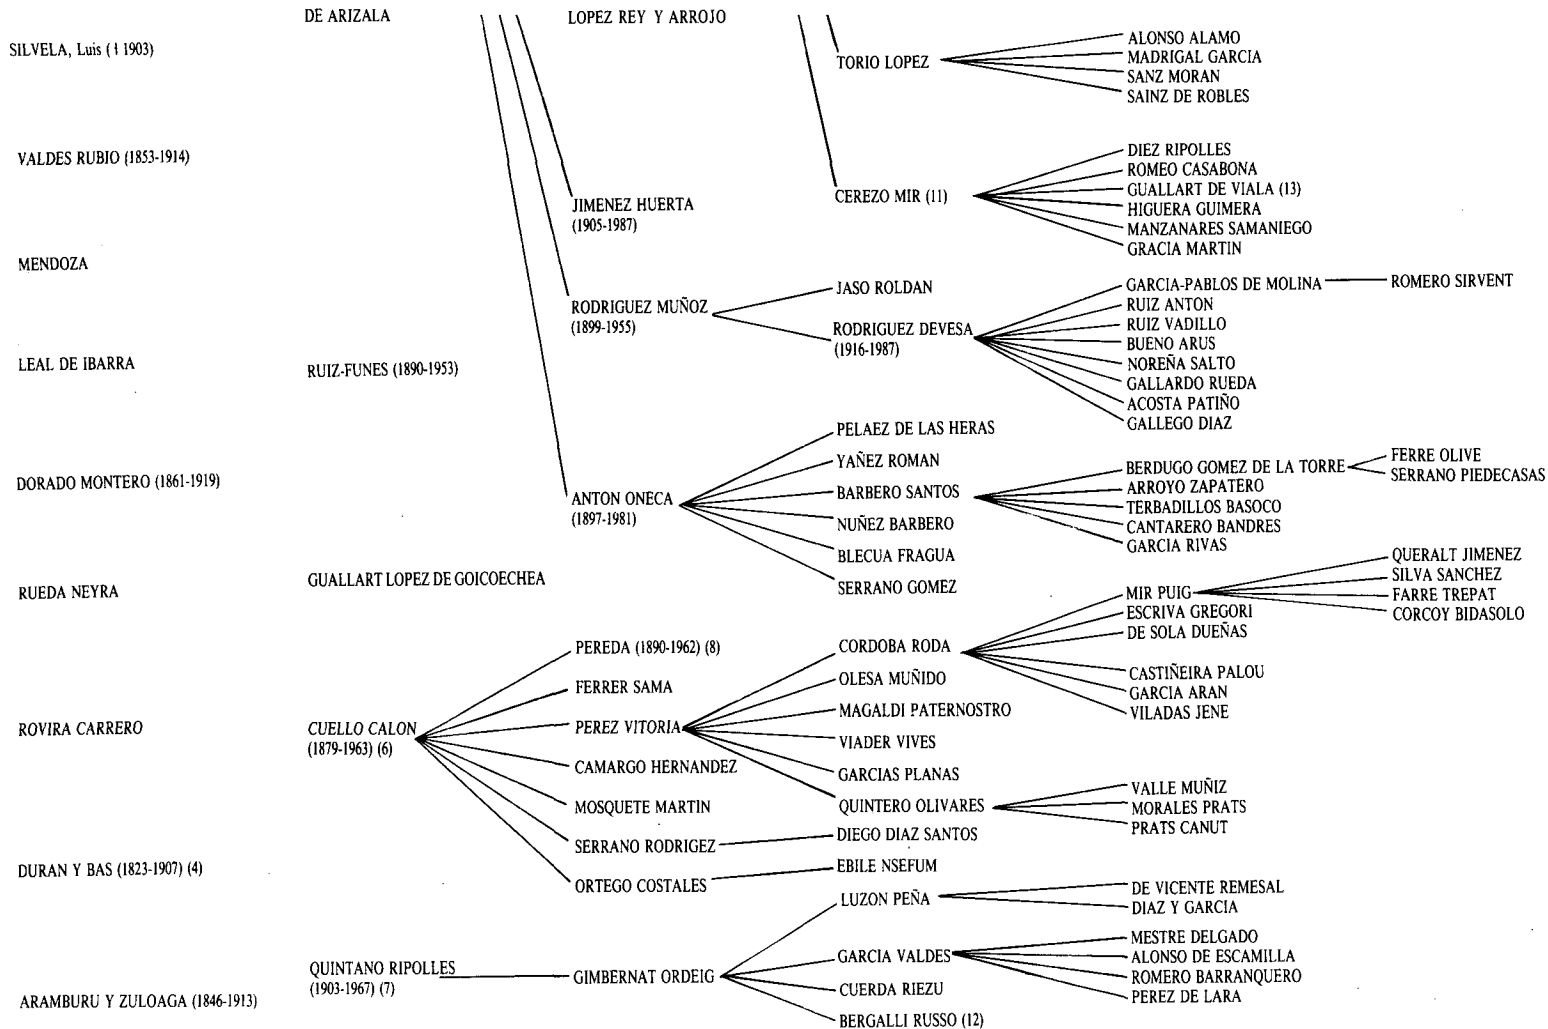 DE ARIZALA
LOPEZ REY Y ARROJO
SILVELA, Luis († 1903)
VALDES RUBIO (1853-1914)
MENDOZA
LEAL DE IBARRA
DORADO MONTERO (1861-1919)
RUEDA NEYRA
ROVIRA CARRERO
DURAN Y BAS (1823-1907) (4)
ARAMBURU Y ZULOAGA (1846-1913)
RUIZ-FUNES (1890-1953)
GUALLART LOPEZ DE GOICOECHEA
CUELLO CALON
(1879-1963) (6)
QUINTANO RIPOLLES
(1903-1967) (7)
JIMENEZ HUERTA
(1905-1987)
RODRIGUEZ MUÑOZ
(1899-1955)
ANTON ONECA
(1897-1981)
PEREDA (1890-1962) (8)
FERRER SAMA
PEREZ VITORIA
CAMARGO HERNANDEZ
MOSQUETE MARTIN
SERRANO RODRIGEZ
ORTEGO COSTALES
GIMBERNAT ORDEIG
TORIO LOPEZ
CEREZO MIR (11)
JASO ROLDAN
RODRIGUEZ DEVESA
(1916-1987)
PELAEZ DE LAS HERAS
YAÑEZ ROMAN
BARBERO SANTOS
NUÑEZ BARBERO
BLECUA FRAGUA
SERRANO GOMEZ
CORDOBA RODA
OLESA MUÑIDO
MAGALDI PATERNOSTRO
VIADER VIVES
GARCIAS PLANAS
QUINTERO OLIVARES
DIEGO DIAZ SANTOS
EBILE NSEFUM
LUZON PEÑA
GARCIA VALDES
CUERDA RIEZU
BERGALLI RUSSO (12)
ALONSO ALAMO
MADRIGAL GARCIA
SANZ MORAN
SAINZ DE ROBLES
DIEZ RIPOLLES
ROMEO CASABONA
GUALLART DE VIALA (13)
HIGUERA GUIMERA
MANZANARES SAMANIEGO
GRACIA MARTIN
GARCIA-PABLOS DE MOLINA
RUIZ ANTON
RUIZ VADILLO
BUENO ARUS
NOREÑA SALTO
GALLARDO RUEDA
ACOSTA PATIÑO
GALLEGO DIAZ
BERDUGO GOMEZ DE LA TORRE
ARROYO ZAPATERO
TERBADILLOS BASOCO
CANTARERO BANDRES
GARCIA RIVAS
MIR PUIG
ESCRIVA GREGORI
DE SOLA DUEÑAS
CASTIÑEIRA PALOU
GARCIA ARAN
VILADAS JENE
VALLE MUÑIZ
MORALES PRATS
PRATS CANUT
DE VICENTE REMESAL
DIAZ Y GARCIA
MESTRE DELGADO
ALONSO DE ESCAMILLA
ROMERO BARRANQUERO
PEREZ DE LARA
ROMERO SIRVENT
FERRE OLIVE
SERRANO PIEDECASAS
QUERALT JIMENEZ
SILVA SANCHEZ
FARRE TREPAT
CORCOY BIDASOLO